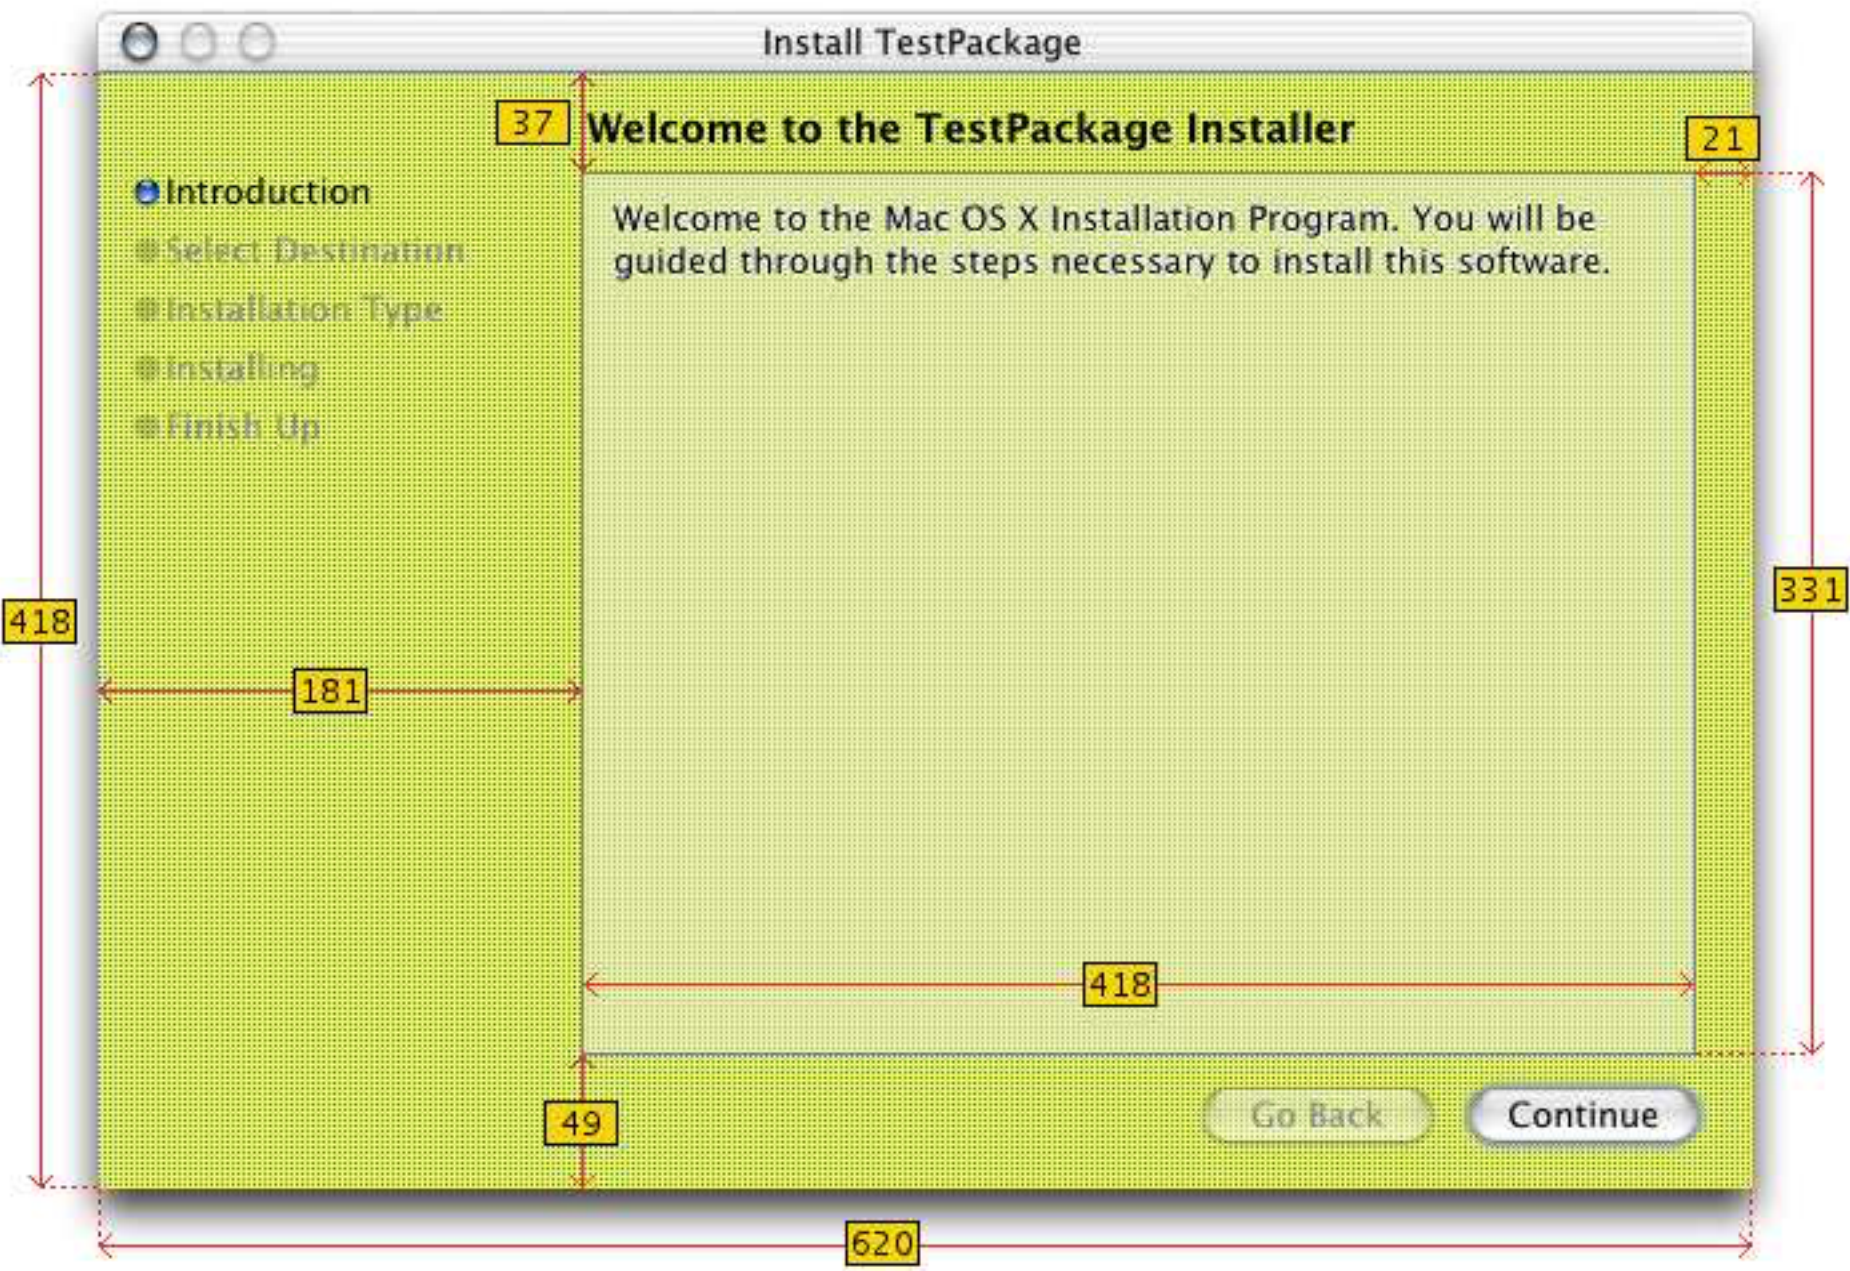 Install TestPackage
37
Welcome to the TestPackage Installer
21
Introduction
Select Destination
Installation Type
Installing
Finish Up
Welcome to the Mac OS X Installation Program. You will be
guided through the steps necessary to install this software.
331
418
181
418
49
Go Back
Continue
620